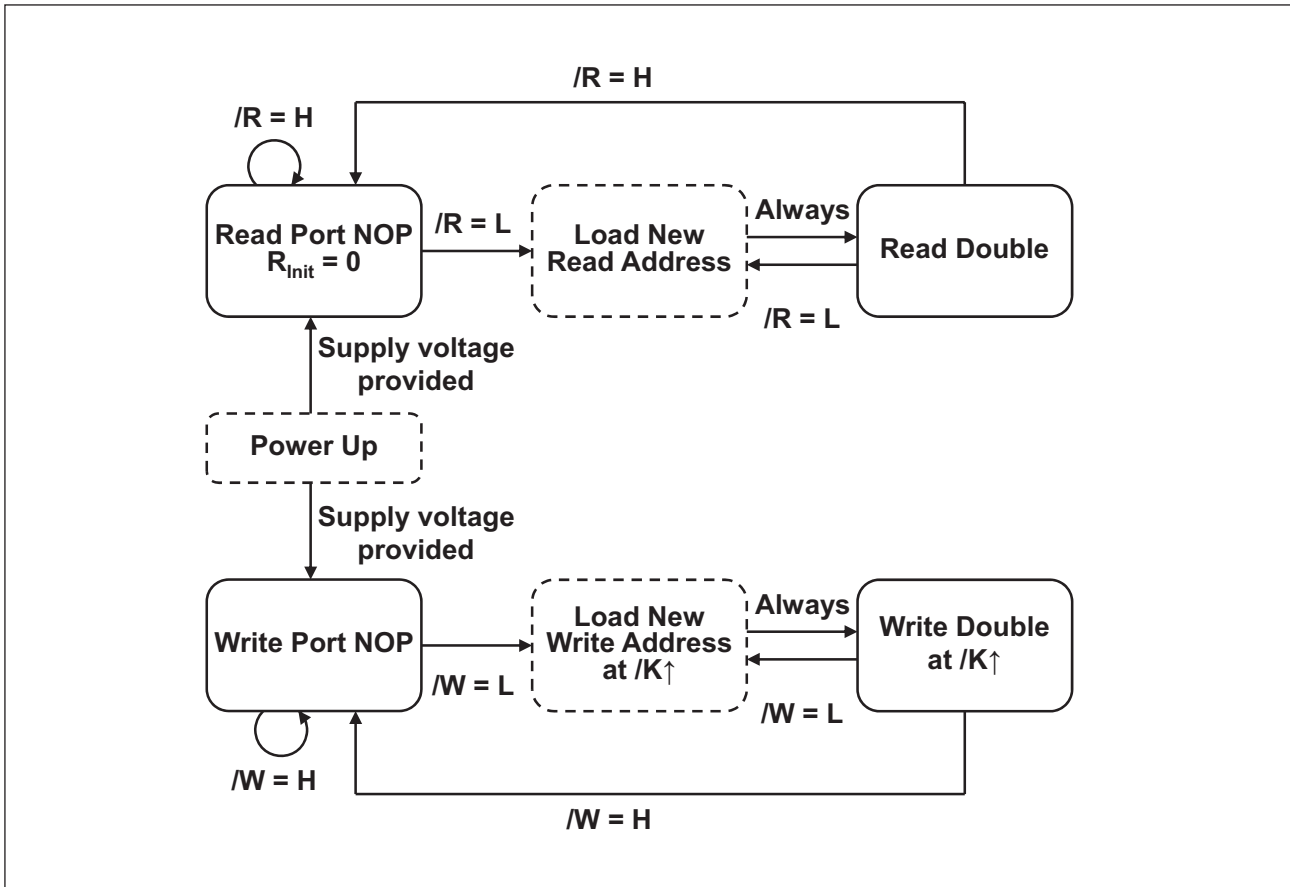 /R = H
/R = H
Read Port NOP
R_Init = 0
/R = L
Load New
Read Address
Always
/R = L
Read Double
Supply voltage
provided
Power Up
Supply voltage
provided
Write Port NOP
/W = L
Load New
Write Address
at /K↑
Always
/W = L
Write Double
at /K↑
/W = H
/W = H